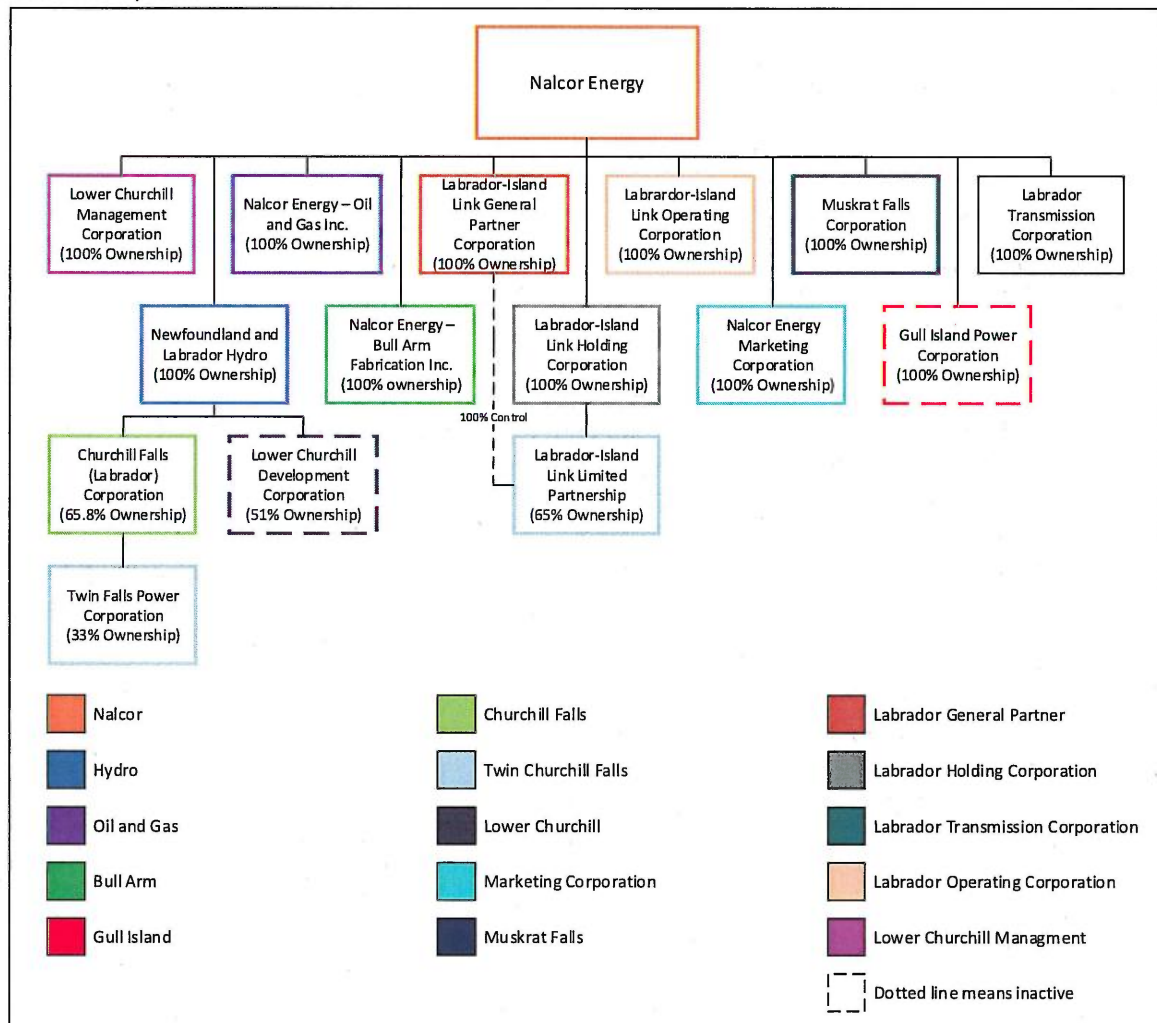 Nalcor Energy
Lower Churchill
Management
Corporation
(100% Ownership)
Nalcor Energy – Oil
and Gas Inc.
(100% Ownership)
Labrador-Island
Link General
Partner
Corporation
(100% Ownership)
Labrardor-Island
Link Operating
Corporation
(100% Ownership)
Muskrat Falls
Corporation
(100% Ownership)
Labrador
Transmission
Corporation
(100% Ownership)
Newfoundland and
Labrador Hydro
(100% Ownership)
Nalcor Energy –
Bull Arm
Fabrication Inc.
(100% ownership)
Labrador-Island
Link Holding
Corporation
(100% Ownership)
Nalcor Energy
Marketing
Corporation
(100% Ownership)
Gull Island Power
Corporation
(100% Ownership)
100% Control
Churchill Falls
(Labrador)
Corporation
(65.8% Ownership)
Lower Churchill
Development
Corporation
(51% Ownership)
Labrador-Island
Link Limited
Partnership
(65% Ownership)
Twin Falls Power
Corporation
(33% Ownership)
Nalcor
Hydro
Oil and Gas
Bull Arm
Gull Island
Churchill Falls
Twin Churchill Falls
Lower Churchill
Marketing Corporation
Muskrat Falls
Labrador General Partner
Labrador Holding Corporation
Labrador Transmission Corporation
Labrador Operating Corporation
Lower Churchill Managment
Dotted line means inactive